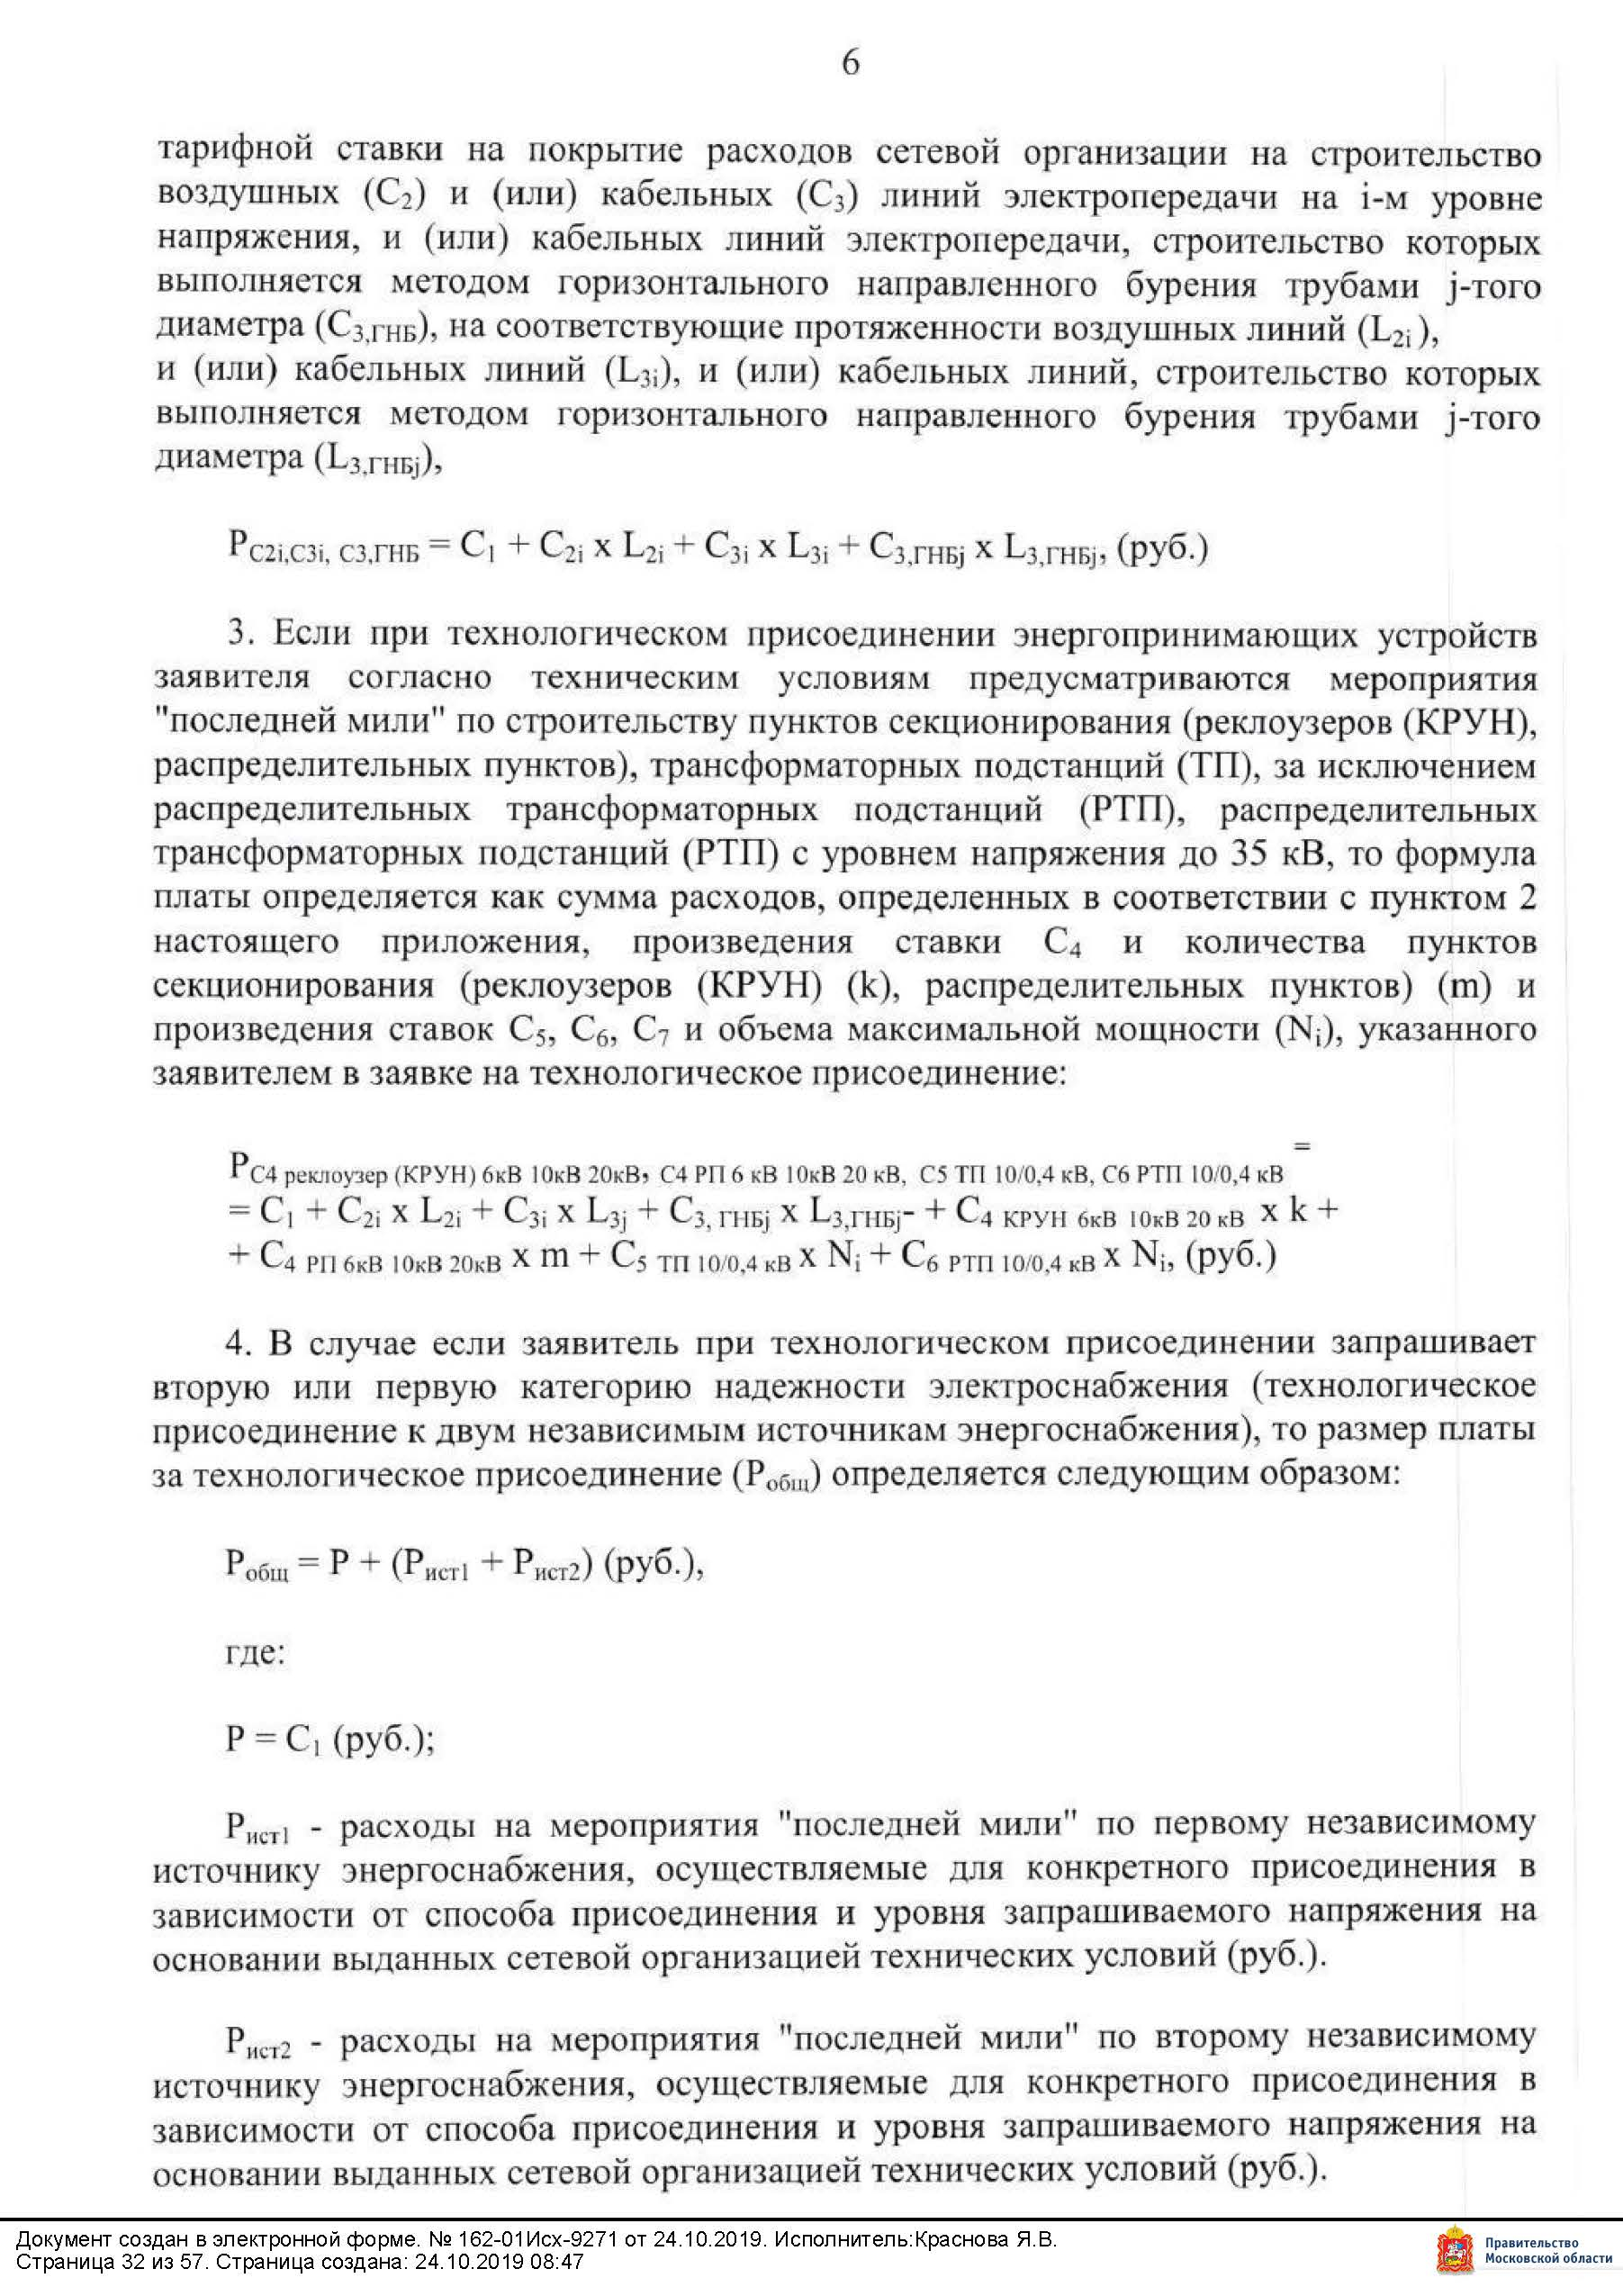 6
тарифной ставки на покрытие расходов сетевой организации на строительство
воздушных (С₂) и (или) кабельных (С₃) линий электропередачи на i-м уровне
напряжения, и (или) кабельных линий электропередачи, строительство которых
выполняется методом горизонтального направленного бурения трубами j-того
диаметра (С₃,ГНБ), на соответствующие протяженности воздушных линий (L₂ᵢ),
и (или) кабельных линий (L₃ᵢ), и (или) кабельных линий, строительство которых
выполняется методом горизонтального направленного бурения трубами j-того
диаметра (L₃,ГНБj),
P С2i,С3i, С3,ГНБ = C₁ + C₂ᵢ x L₂ᵢ + C₃ᵢ x L₃ᵢ + C₃,ГНБj x L₃,ГНБj, (руб.)
3. Если при технологическом присоединении энергопринимающих устройств
заявителя согласно техническим условиям предусматриваются мероприятия
"последней мили" по строительству пунктов секционирования (реклоузеров (КРУН),
распределительных пунктов), трансформаторных подстанций (ТП), за исключением
распределительных трансформаторных подстанций (РТП), распределительных
трансформаторных подстанций (РТП) с уровнем напряжения до 35 кВ, то формула
платы определяется как сумма расходов, определенных в соответствии с пунктом 2
настоящего приложения, произведения ставки С₄ и количества пунктов
секционирования (реклоузеров (КРУН) (k), распределительных пунктов) (m) и
произведения ставок С₅, С₆, С₇ и объема максимальной мощности (Nᵢ), указанного
заявителем в заявке на технологическое присоединение:
P С4 реклоузер (КРУН) 6кВ 10кВ 20кВ, С4 РП 6 кВ 10кВ 20 кВ, С5 ТП 10/0,4 кВ, С6 РТП 10/0,4 кВ =
= C₁ + C₂ᵢ x L₂ᵢ + C₃ᵢ x L₃j + C₃, ГНБj x L₃,ГНБj- + C₄ КРУН 6кВ 10кВ 20 кВ x k +
+ C₄ РП 6кВ 10кВ 20кВ x m + C₅ ТП 10/0,4 кВ x Nᵢ + C₆ РТП 10/0,4 кВ x Nᵢ, (руб.)
4. В случае если заявитель при технологическом присоединении запрашивает
вторую или первую категорию надежности электроснабжения (технологическое
присоединение к двум независимым источникам энергоснабжения), то размер платы
за технологическое присоединение (Pобщ) определяется следующим образом:
Pобщ = P + (Pист1 + Pист2) (руб.),
где:
P = C₁ (руб.);
Pист1 - расходы на мероприятия "последней мили" по первому независимому
источнику энергоснабжения, осуществляемые для конкретного присоединения в
зависимости от способа присоединения и уровня запрашиваемого напряжения на
основании выданных сетевой организацией технических условий (руб.).
Pист2 - расходы на мероприятия "последней мили" по второму независимому
источнику энергоснабжения, осуществляемые для конкретного присоединения в
зависимости от способа присоединения и уровня запрашиваемого напряжения на
основании выданных сетевой организацией технических условий (руб.).
Документ создан в электронной форме. № 162-01Исх-9271 от 24.10.2019. Исполнитель:Краснова Я.В.
Страница 32 из 57. Страница создана: 24.10.2019 08:47
Правительство
Московской области